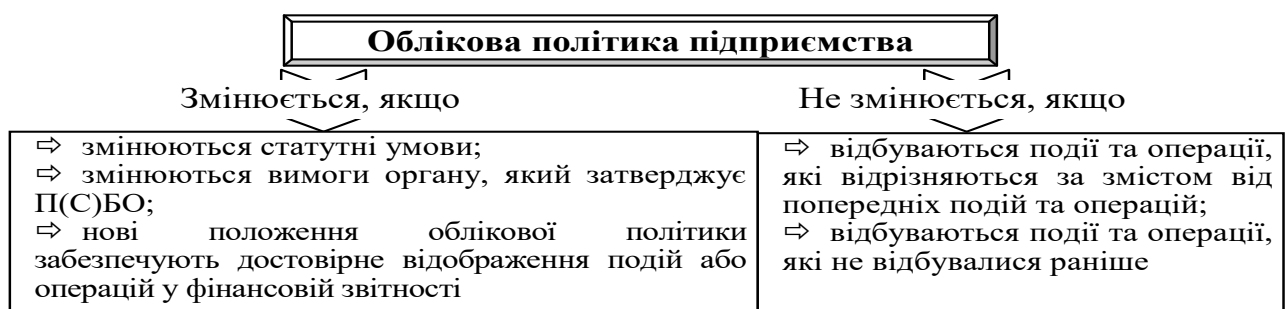 Облікова політика підприємства
Змінюється, якщо
Не змінюється, якщо
⇨ змінюються статутні умови;
⇨ змінюються вимоги органу, який затверджує
П(С)БО;
⇨ нові положення облікової політики
забезпечують достовірне відображення подій або
операцій у фінансовій звітності
⇨ відбуваються події та операції,
які відрізняються за змістом від
попередніх подій та операцій;
⇨ відбуваються події та операції,
які не відбувалися раніше